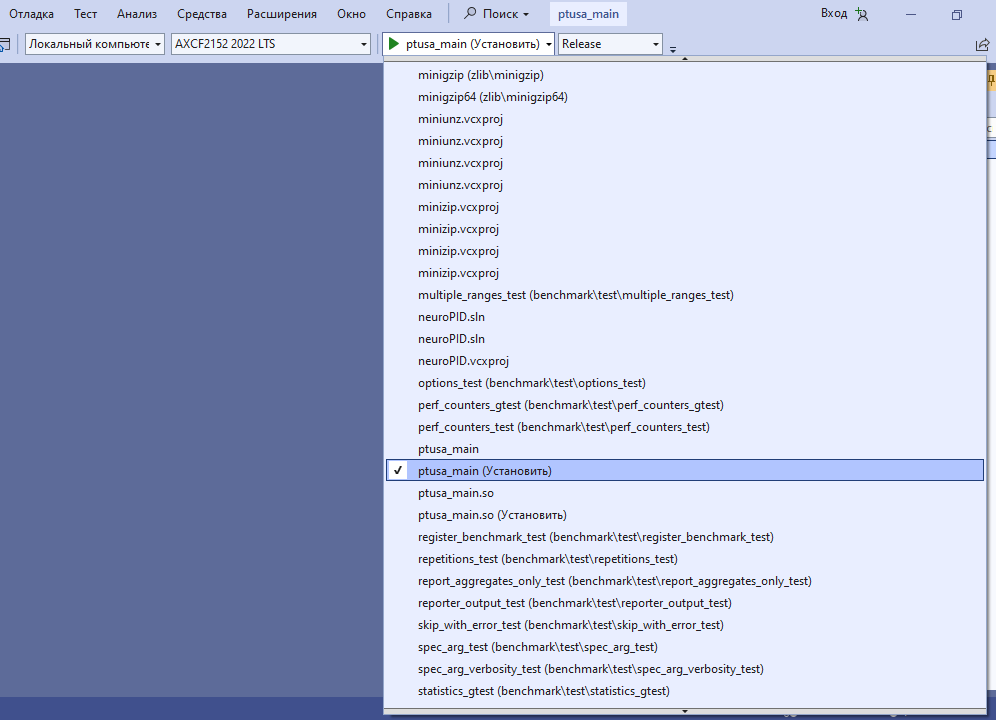 Отладка Тест Анализ Средства Расширения Окно Справка Поиск ptusa_main Вход
Локальный компьюте AXCF2152 2022 LTS ptusa_main (Установить) Release
minigzip (zlib\minigzip)
minigzip64 (zlib\minigzip64)
miniunz.vcxproj
miniunz.vcxproj
miniunz.vcxproj
miniunz.vcxproj
minizip.vcxproj
minizip.vcxproj
minizip.vcxproj
minizip.vcxproj
multiple_ranges_test (benchmark\test\multiple_ranges_test)
neuroPID.sln
neuroPID.sln
neuroPID.vcxproj
options_test (benchmark\test\options_test)
perf_counters_gtest (benchmark\test\perf_counters_gtest)
perf_counters_test (benchmark\test\perf_counters_test)
ptusa_main
ptusa_main (Установить)
ptusa_main.so
ptusa_main.so (Установить)
register_benchmark_test (benchmark\test\register_benchmark_test)
repetitions_test (benchmark\test\repetitions_test)
report_aggregates_only_test (benchmark\test\report_aggregates_only_test)
reporter_output_test (benchmark\test\reporter_output_test)
skip_with_error_test (benchmark\test\skip_with_error_test)
spec_arg_test (benchmark\test\spec_arg_test)
spec_arg_verbosity_test (benchmark\test\spec_arg_verbosity_test)
statistics_gtest (benchmark\test\statistics_gtest)